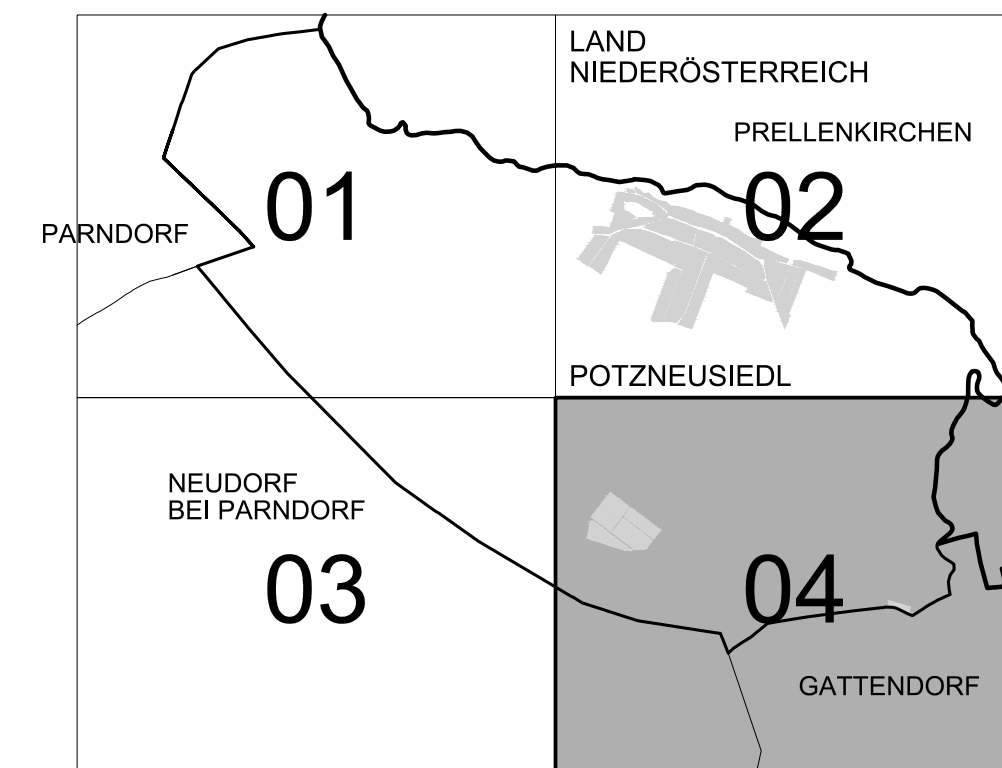 LAND
NIEDERÖSTERREICH
PRELLENKIRCHEN
01
02
PARNDORF
POTZNEUSIEDL
NEUDORF
BEI PARNDORF
03
04
GATTENDORF